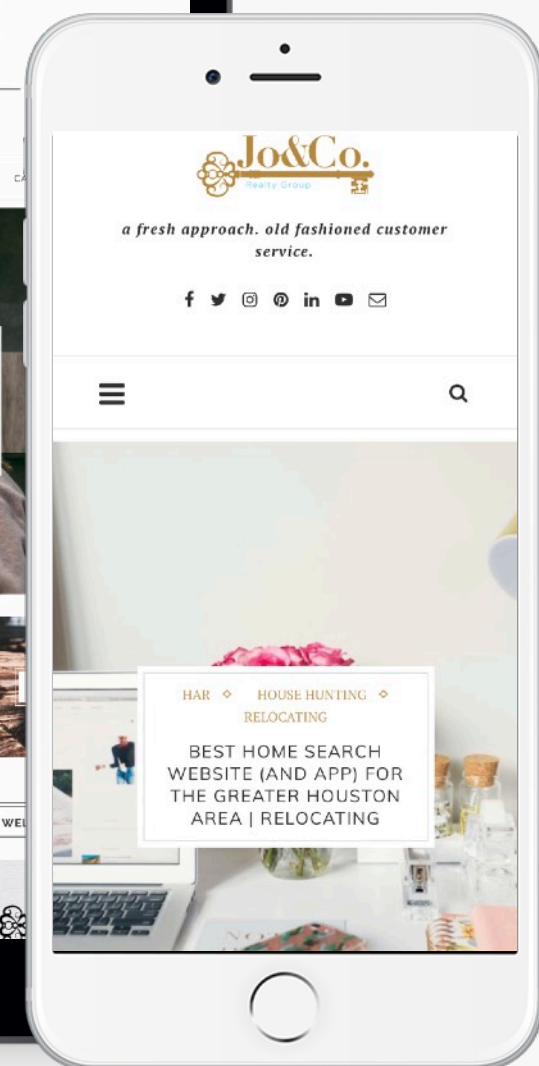 Jo&Co.
Realty Group
a fresh approach. old fashioned customer
service.
HAR ◇ HOUSE HUNTING ◇
RELOCATING
BEST HOME SEARCH
WEBSITE (AND APP) FOR
THE GREATER HOUSTON
AREA | RELOCATING
WEL